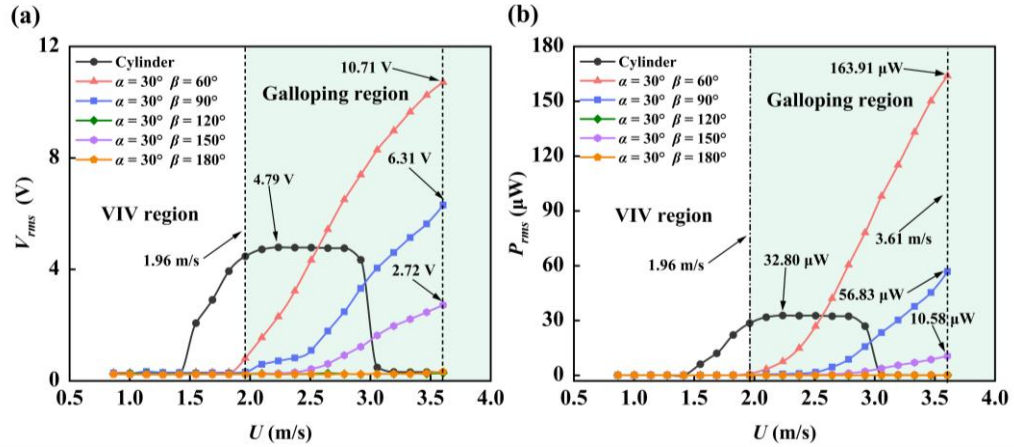 (a)
12
8
4
0
V_rms (V)
Cylinder
α = 30° β = 60°
α = 30° β = 90°
α = 30° β = 120°
α = 30° β = 150°
α = 30° β = 180°
10.71 V
Galloping region
6.31 V
4.79 V
VIV region
1.96 m/s
2.72 V
0.5 1.0 1.5 2.0 2.5 3.0 3.5 4.0
U (m/s)
(b)
180
150
120
90
60
30
0
P_rms (μW)
Cylinder
α = 30° β = 60°
α = 30° β = 90°
α = 30° β = 120°
α = 30° β = 150°
α = 30° β = 180°
163.91 μW
Galloping region
VIV region
3.61 m/s
1.96 m/s
32.80 μW
56.83 μW
10.58 μW
0.5 1.0 1.5 2.0 2.5 3.0 3.5 4.0
U (m/s)